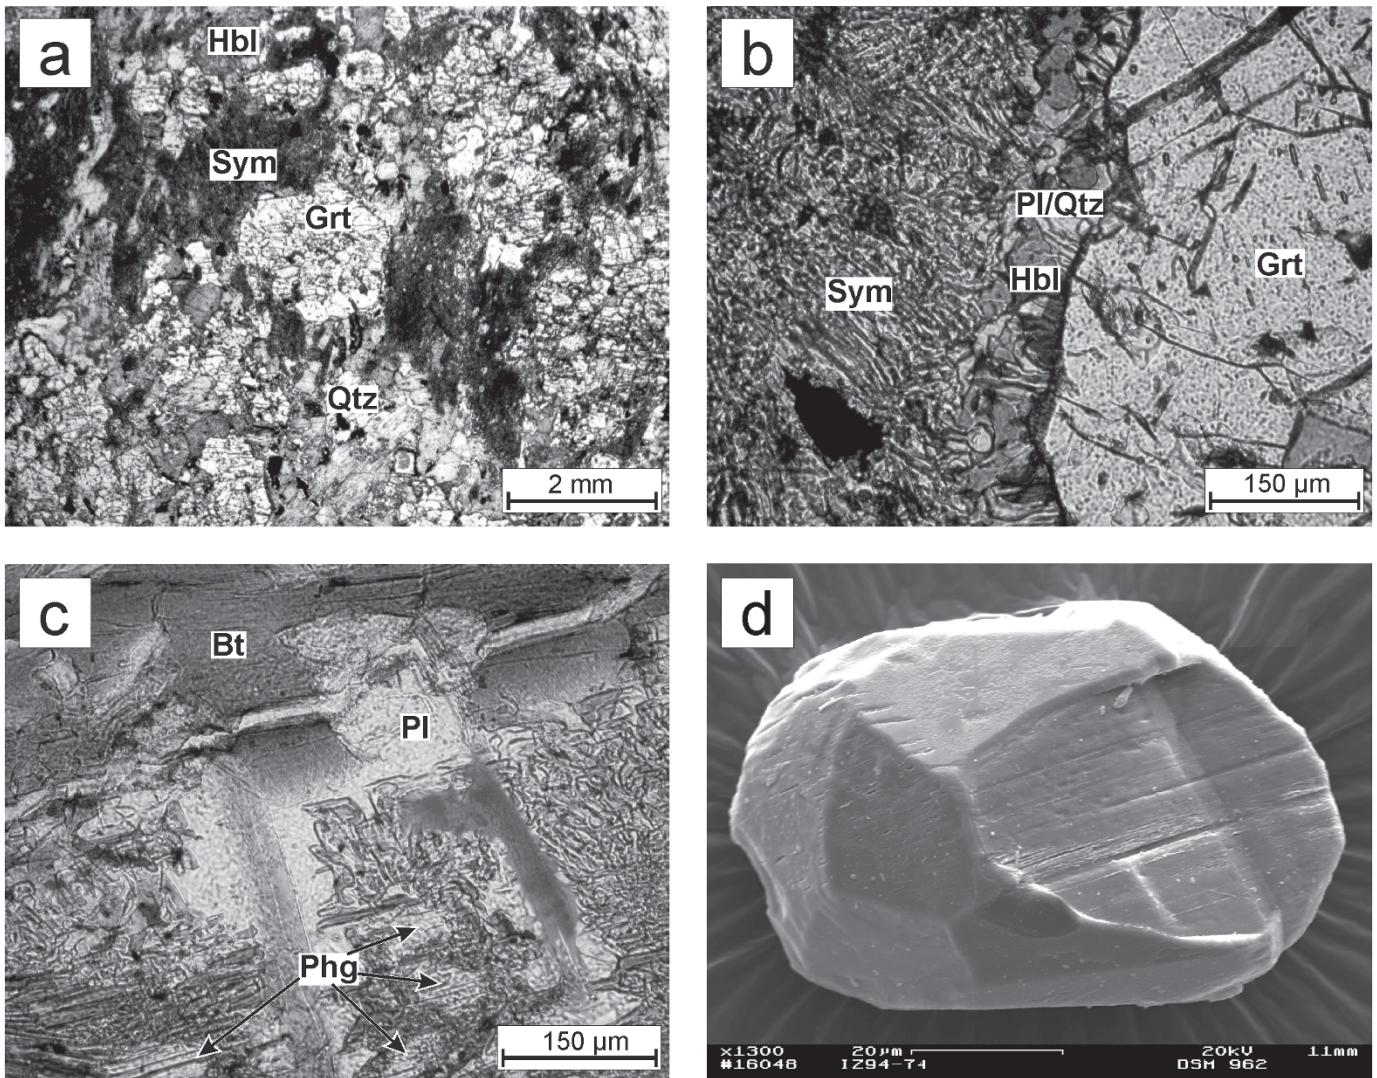 a
Hbl
Sym
Grt
Qtz
2 mm
b
Pl/Qtz
Hbl
Grt
Sym
150 µm
c
Bt
Pl
Phg
150 µm
d
x1300 20µm 20kV 11mm
#16048 IZ94-74 DSM 962